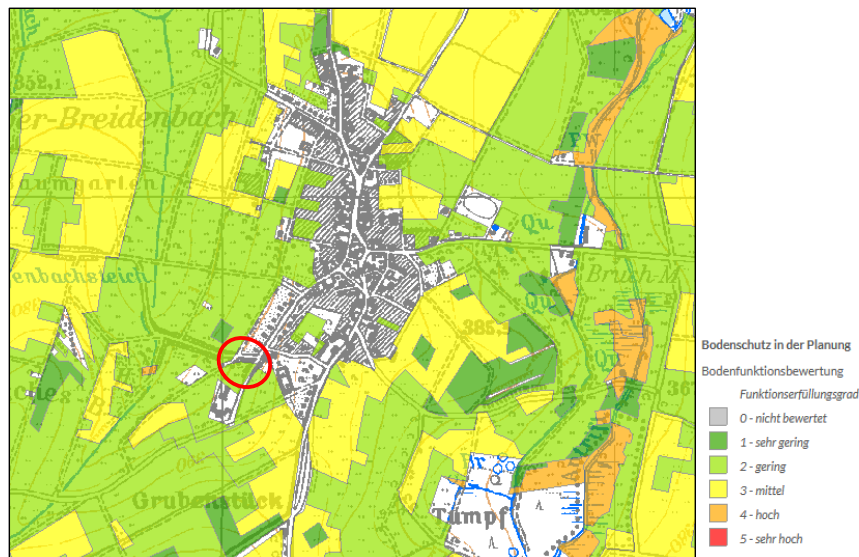 352,1
er-Breidenbach
aumgarten
Qu
enbachsteich
Bruch M
Qu
385,
Qu
Bodenschutz in der Planung
Bodenfunktionsbewertung
Funktionserfüllungsgrad
0 - nicht bewertet
1 - sehr gering
2 - gering
3 - mittel
4 - hoch
5 - sehr hoch
Grubenstück
Tümpf